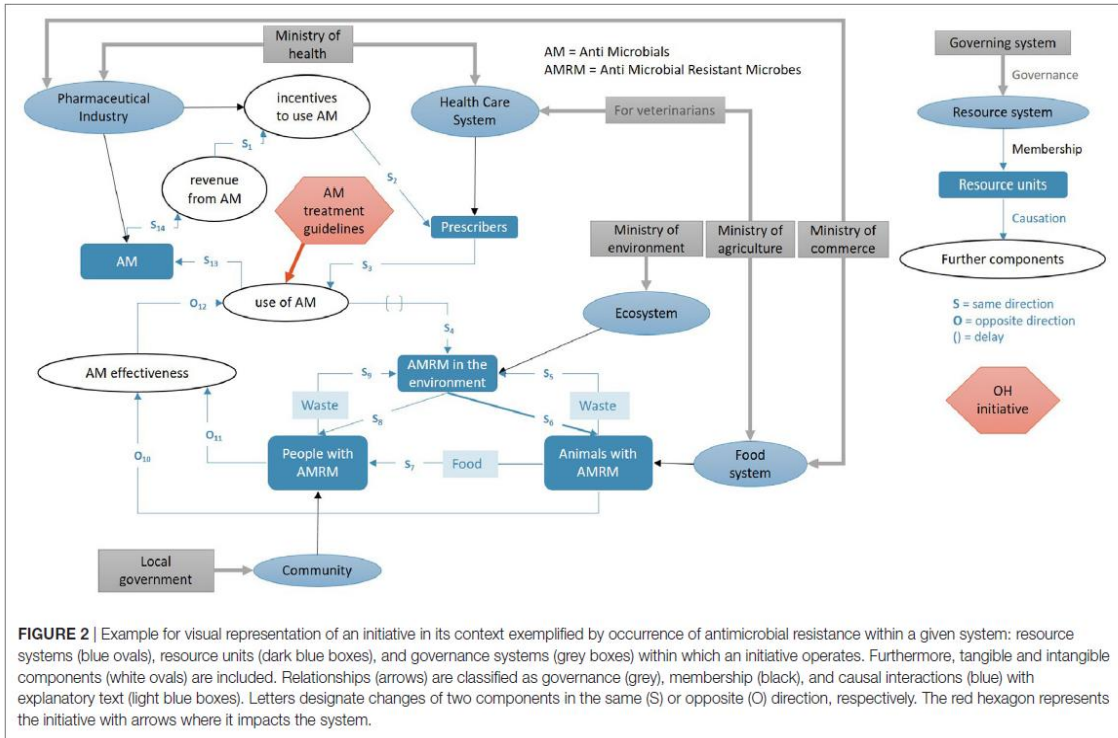 Ministry of
health
AM = Anti Microbials
AMRM = Anti Microbial Resistant Microbes
Governing system
Governance
Pharmaceutical
Industry
incentives
to use AM
Health Care
System
For veterinarians
Resource system
Membership
S1
S2
revenue
from AM
AM
treatment
guidelines
Resource units
S14
Prescribers
Causation
Ministry of
environment
Ministry of
agriculture
Ministry of
commerce
AM
S13
S3
Further components
O12
use of AM
( )
S4
Ecosystem
S = same direction
O = opposite direction
() = delay
AM effectiveness
S9
AMRM in the
environment
S5
OH
initiative
Waste
S8
S6
Waste
O11
O10
People with
AMRM
S7
Food
Animals with
AMRM
Food
system
Local
government
Community
FIGURE 2 | Example for visual representation of an initiative in its context exemplified by occurrence of antimicrobial resistance within a given system: resource
systems (blue ovals), resource units (dark blue boxes), and governance systems (grey boxes) within which an initiative operates. Furthermore, tangible and intangible
components (white ovals) are included. Relationships (arrows) are classified as governance (grey), membership (black), and causal interactions (blue) with
explanatory text (light blue boxes). Letters designate changes of two components in the same (S) or opposite (O) direction, respectively. The red hexagon represents
the initiative with arrows where it impacts the system.